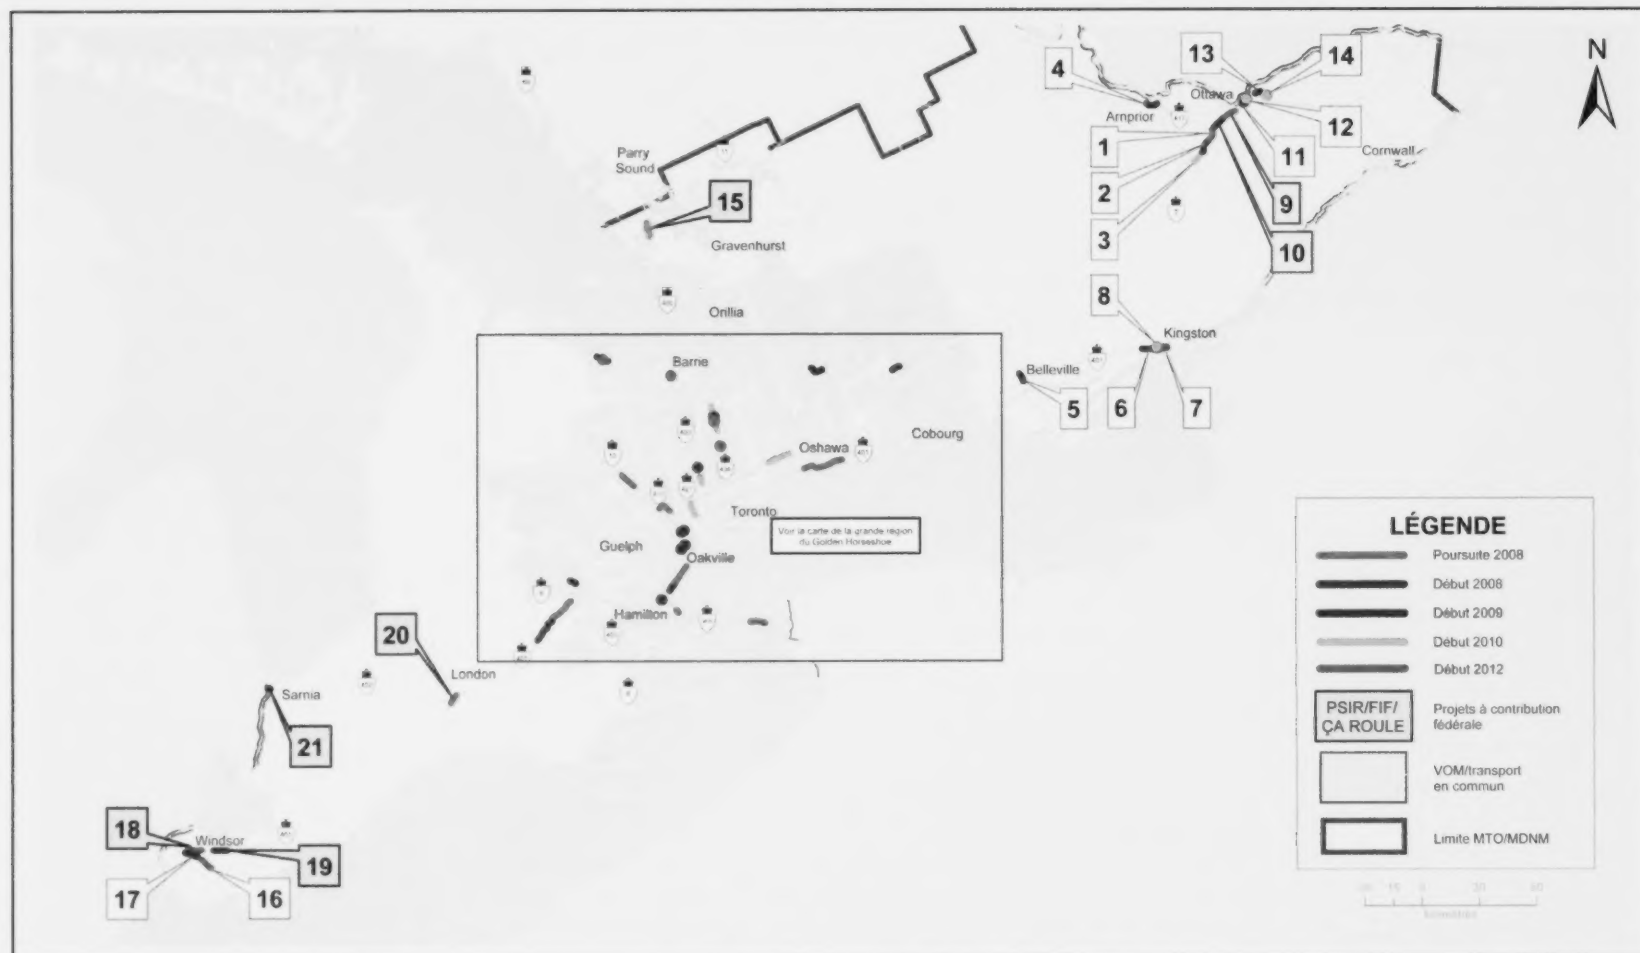 N
13
14
4
Ottawa
Arnprior
12
1
11
Cornwall
Parry
Sound
2
9
15
3
10
Gravenhurst
8
Orillia
Kingston
Barrie
Belleville
5
6
7
Cobourg
Oshawa
Toronto
Voir la carte de la grande région
du Golden Horseshoe
Guelph
Oakville
Hamilton
20
London
Sarnia
21
18
Windsor
19
17
16
LÉGENDE
Poursuite 2008
Début 2008
Début 2009
Début 2010
Début 2012
PSIR/FIF/
ÇA ROULE
Projets à contribution
fédérale
VOM/transport
en commun
Limite MTO/MDNM